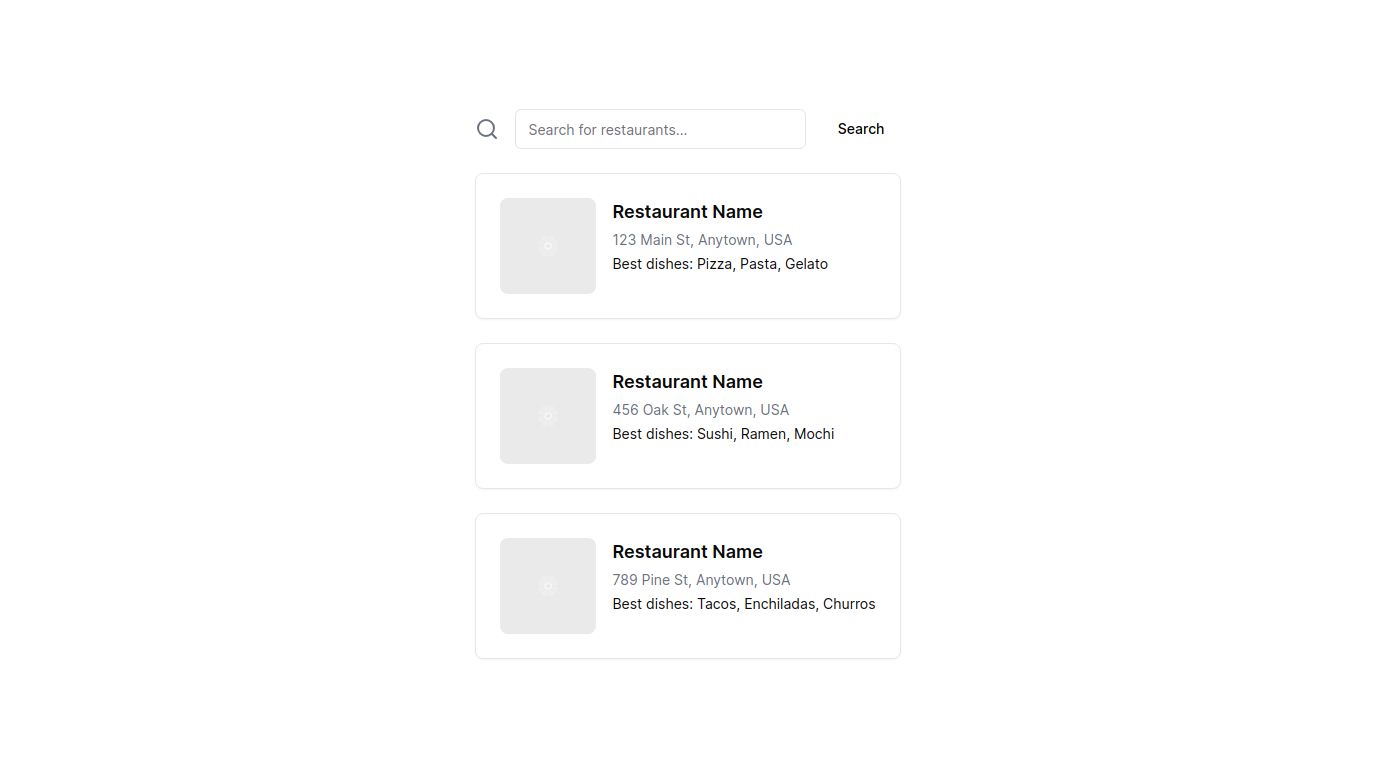 Search for restaurants...
Search
Restaurant Name
123 Main St, Anytown, USA
Best dishes: Pizza, Pasta, Gelato
Restaurant Name
456 Oak St, Anytown, USA
Best dishes: Sushi, Ramen, Mochi
Restaurant Name
789 Pine St, Anytown, USA
Best dishes: Tacos, Enchiladas, Churros